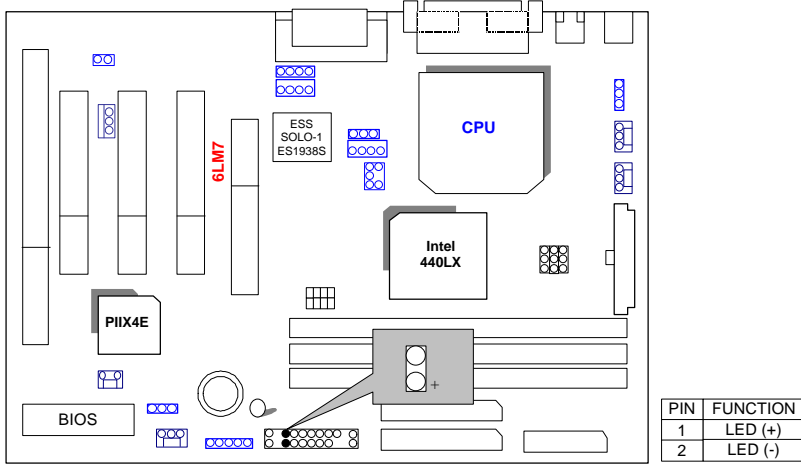 ESS
SOLO-1
ES1938S
CPU
6LM7
Intel
440LX
PIIX4E
+
BIOS
PIN FUNCTION
1 LED (+)
2 LED (-)